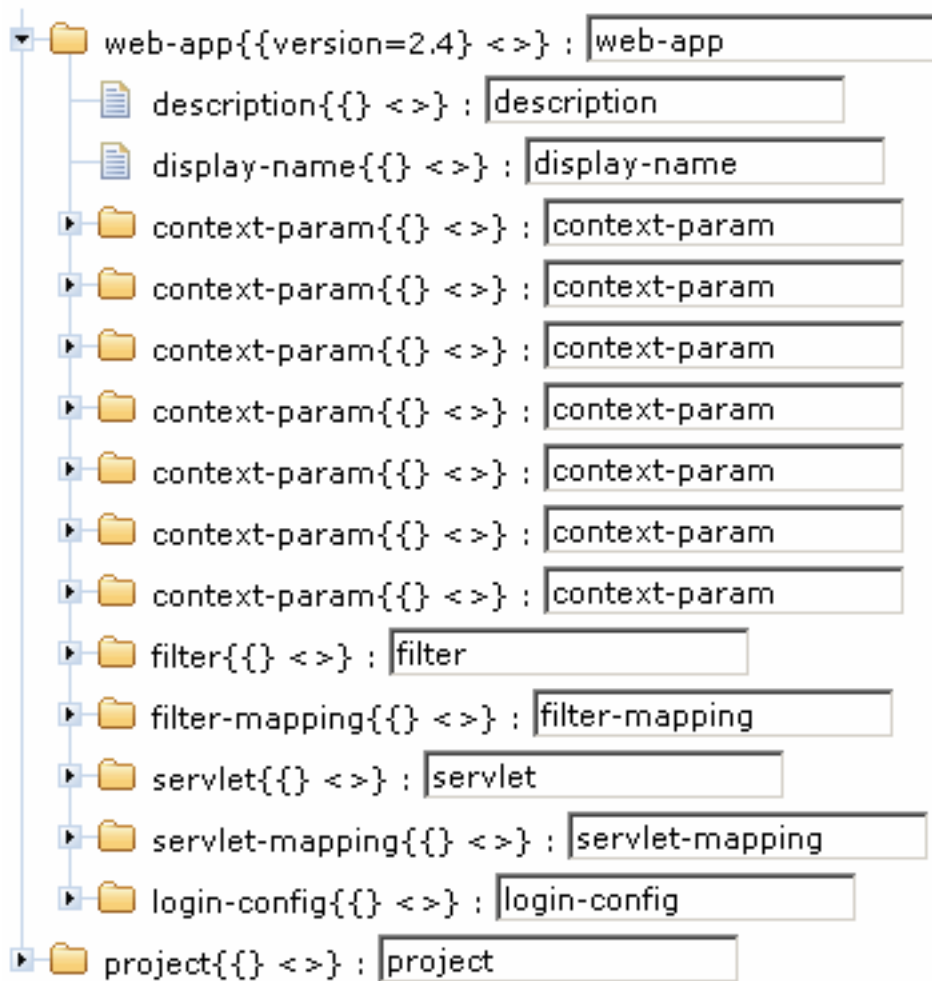 web-app{{version=2.4} <>} : web-app
description{{} <>} : description
display-name{{} <>} : display-name
context-param{{} <>} : context-param
context-param{{} <>} : context-param
context-param{{} <>} : context-param
context-param{{} <>} : context-param
context-param{{} <>} : context-param
context-param{{} <>} : context-param
context-param{{} <>} : context-param
filter{{} <>} : filter
filter-mapping{{} <>} : filter-mapping
servlet{{} <>} : servlet
servlet-mapping{{} <>} : servlet-mapping
login-config{{} <>} : login-config
project{{} <>} : project